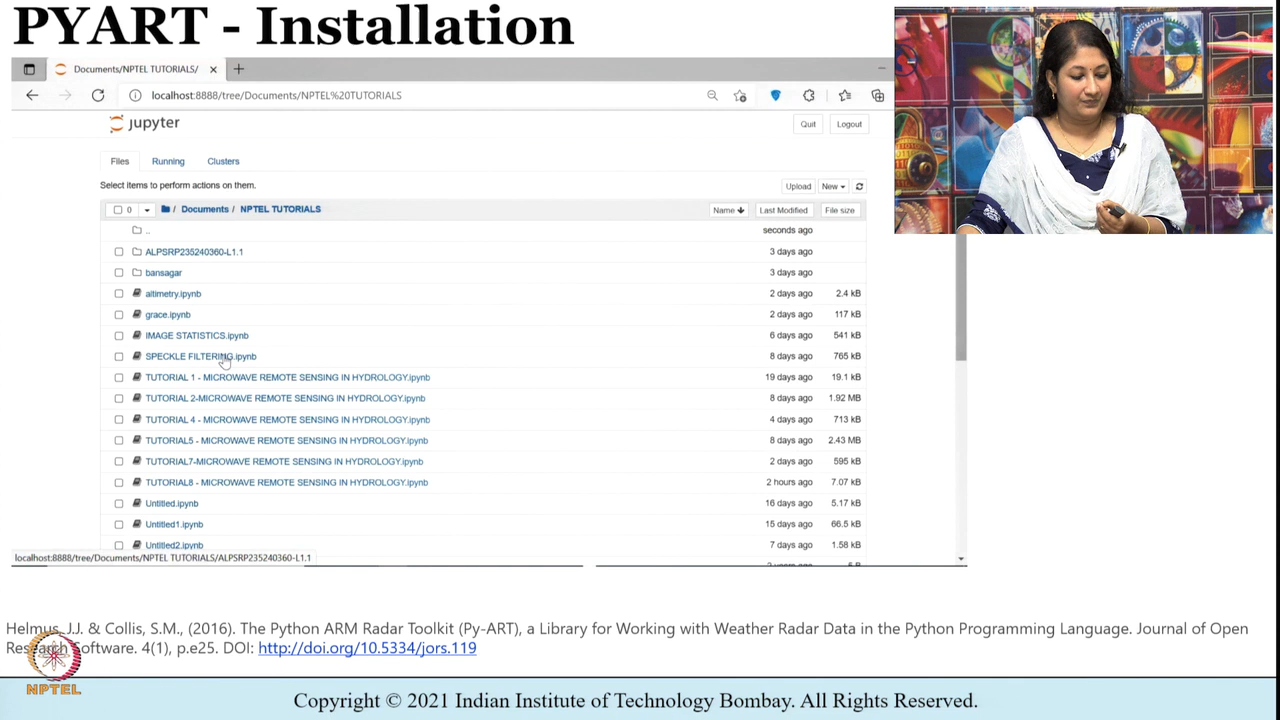 PYART - Installation
Documents/NPTEL TUTORIALS/
localhost:8888/tree/Documents/NPTEL%20TUTORIALS
jupyter
Quit Logout
Files Running Clusters
Select items to perform actions on them.
Upload New
0 / Documents / NPTEL TUTORIALS Name Last Modified File size
.. seconds ago
ALPSRP235240360-L1.1 3 days ago
bansagar 3 days ago
altimetry.ipynb 2 days ago 2.4 kB
grace.ipynb 2 days ago 117 kB
IMAGE STATISTICS.ipynb 6 days ago 541 kB
SPECKLE FILTERING.ipynb 8 days ago 765 kB
TUTORIAL 1 - MICROWAVE REMOTE SENSING IN HYDROLOGY.ipynb 19 days ago 19.1 kB
TUTORIAL 2-MICROWAVE REMOTE SENSING IN HYDROLOGY.ipynb 8 days ago 1.92 MB
TUTORIAL 4 - MICROWAVE REMOTE SENSING IN HYDROLOGY.ipynb 4 days ago 713 kB
TUTORIAL5 - MICROWAVE REMOTE SENSING IN HYDROLOGY.ipynb 8 days ago 2.43 MB
TUTORIAL7-MICROWAVE REMOTE SENSING IN HYDROLOGY.ipynb 2 days ago 595 kB
TUTORIAL8 - MICROWAVE REMOTE SENSING IN HYDROLOGY.ipynb 2 hours ago 7.07 kB
Untitled.ipynb 16 days ago 5.17 kB
Untitled1.ipynb 15 days ago 66.5 kB
Untitled2.ipynb 7 days ago 1.58 kB
localhost:8888/tree/Documents/NPTEL TUTORIALS/ALPSRP235240360-L1.1
Helmus, J.J. & Collis, S.M., (2016). The Python ARM Radar Toolkit (Py-ART), a Library for Working with Weather Radar Data in the Python Programming Language. Journal of Open
Research Software. 4(1), p.e25. DOI: http://doi.org/10.5334/jors.119
NPTEL
Copyright © 2021 Indian Institute of Technology Bombay. All Rights Reserved.